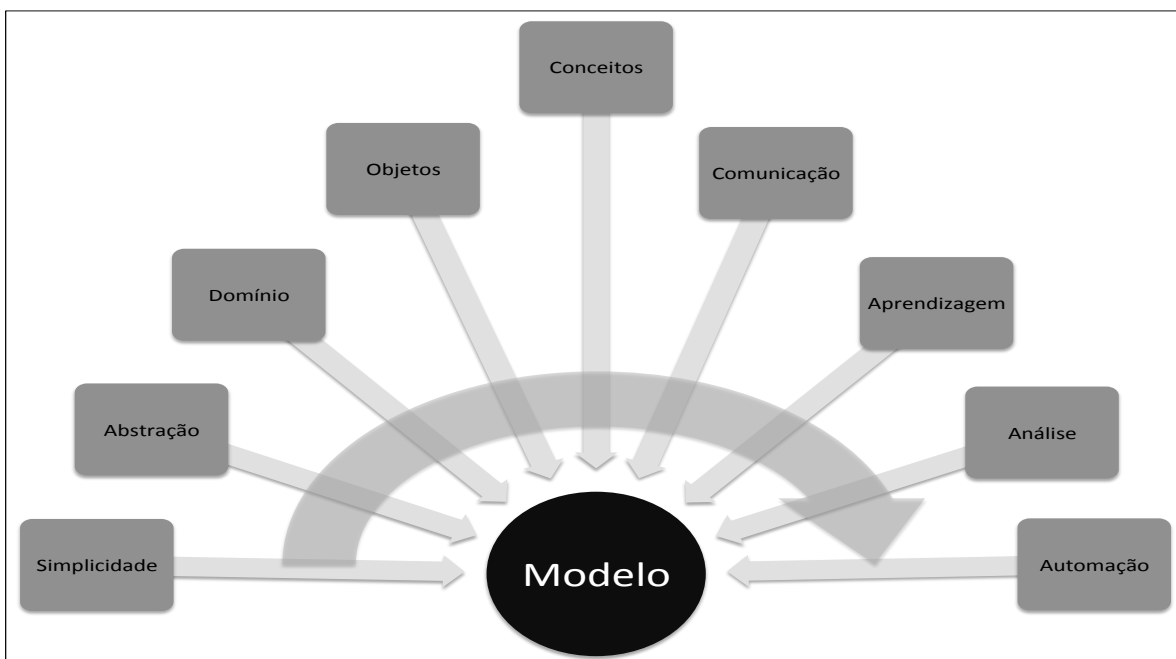 Conceitos
Objetos
Comunicação
Domínio
Aprendizagem
Abstração
Análise
Simplicidade
Automação
Modelo